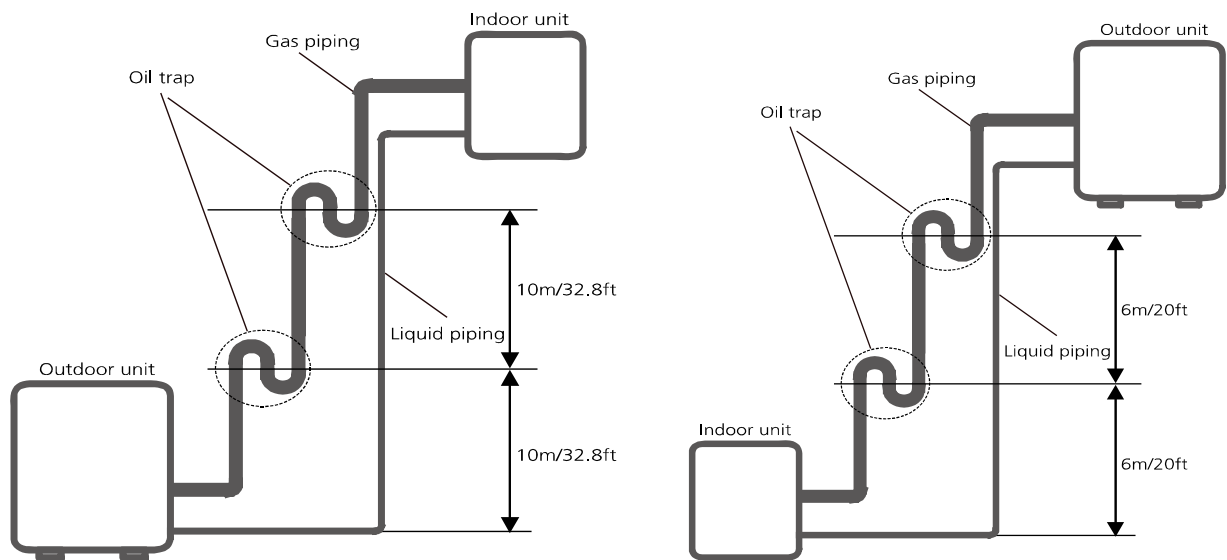 Indoor unit
Gas piping
Oil trap
10m/32.8ft
Liquid piping
Outdoor unit
10m/32.8ft
Outdoor unit
Gas piping
Oil trap
6m/20ft
Liquid piping
Indoor unit
6m/20ft